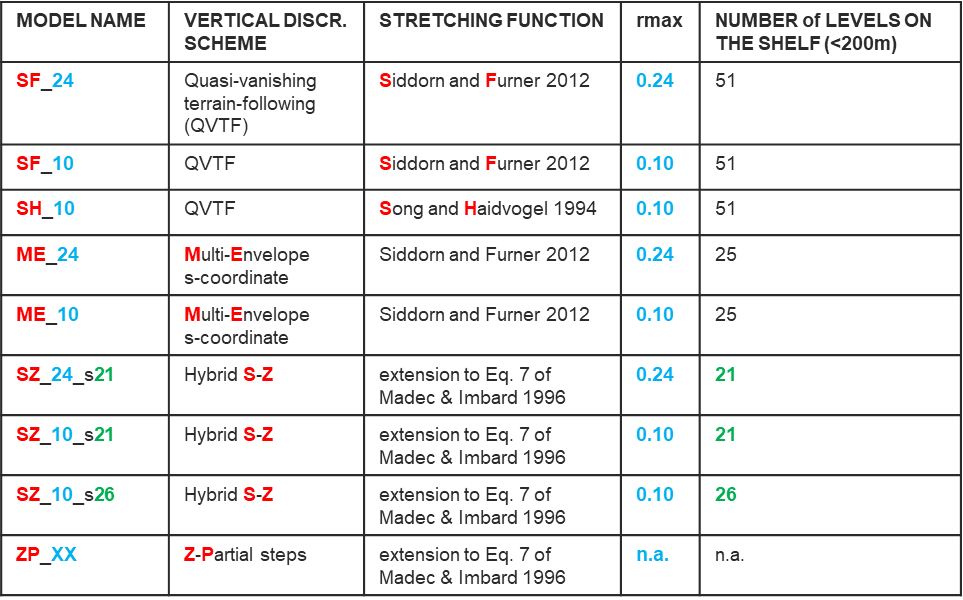 MODEL NAME
VERTICAL DISCR.
SCHEME
STRETCHING FUNCTION
rmax
NUMBER of LEVELS ON
THE SHELF (<200m)
SF_24
Quasi-vanishing
terrain-following
(QVTF)
Siddorn and Furner 2012
0.24
51
SF_10
QVTF
Siddorn and Furner 2012
0.10
51
SH_10
QVTF
Song and Haidvogel 1994
0.10
51
ME_24
Multi-Envelope
s-coordinate
Siddorn and Furner 2012
0.24
25
ME_10
Multi-Envelope
s-coordinate
Siddorn and Furner 2012
0.10
25
SZ_24_s21
Hybrid S-Z
extension to Eq. 7 of
Madec & Imbard 1996
0.24
21
SZ_10_s21
Hybrid S-Z
extension to Eq. 7 of
Madec & Imbard 1996
0.10
21
SZ_10_s26
Hybrid S-Z
extension to Eq. 7 of
Madec & Imbard 1996
0.10
26
ZP_XX
Z-Partial steps
extension to Eq. 7 of
Madec & Imbard 1996
n.a.
n.a.